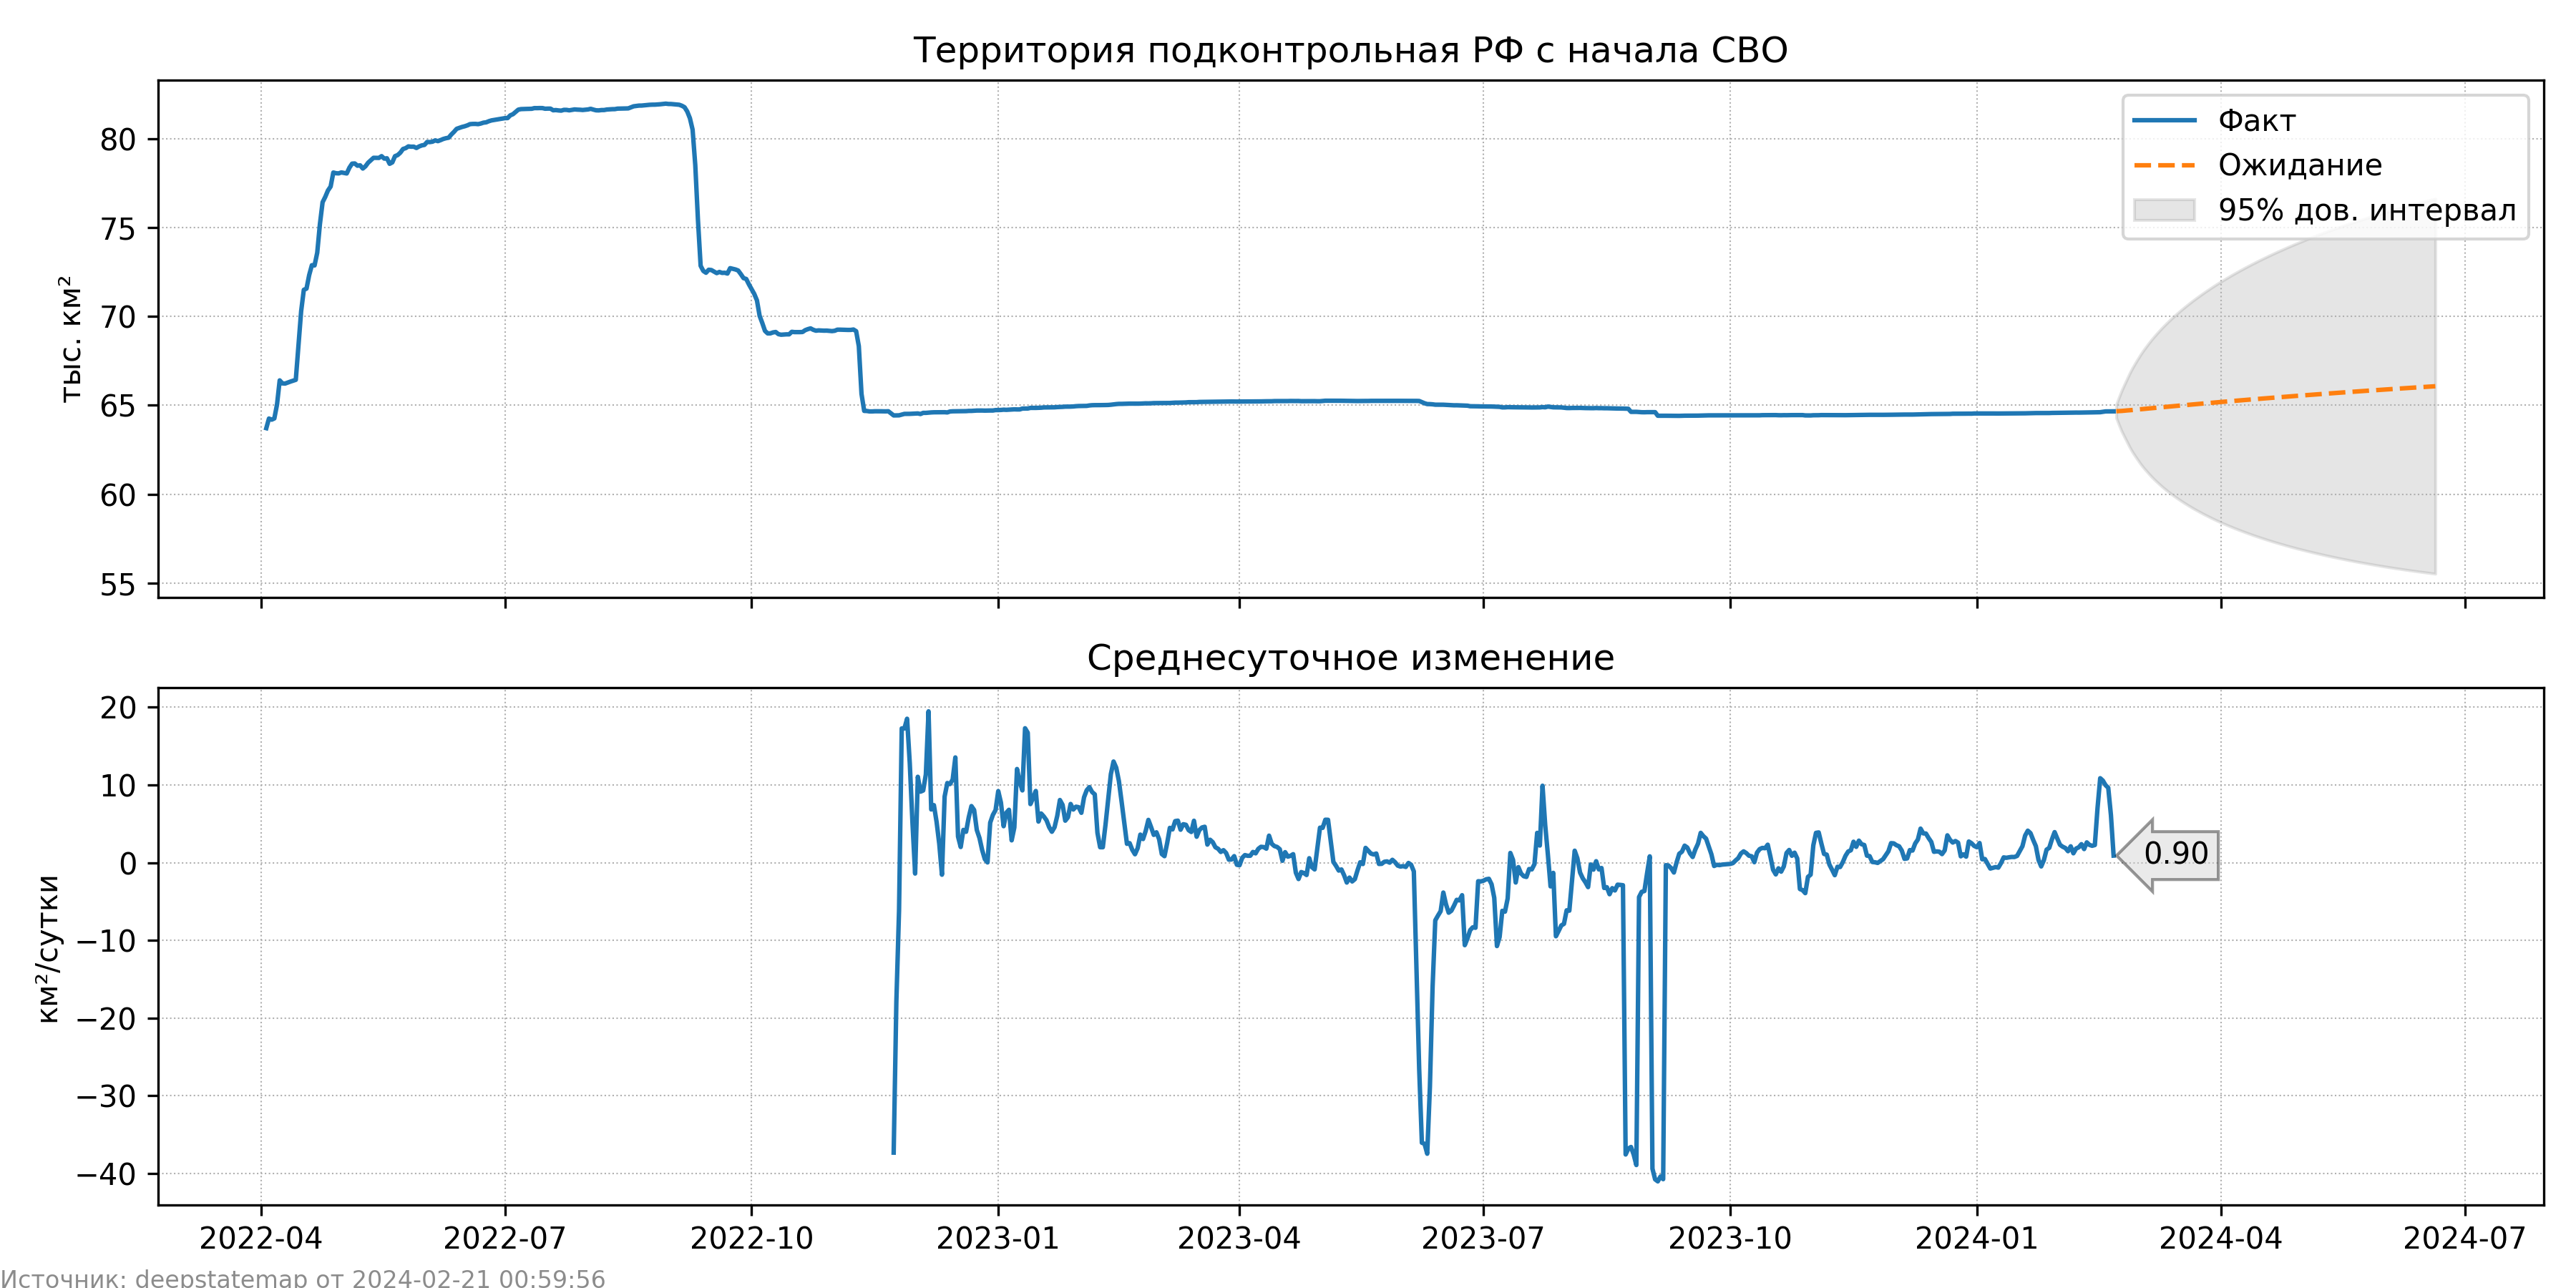 Территория подконтрольная РФ с начала СВО
Факт
Ожидание
95% дов. интервал
тыс. км²
80
75
70
65
60
55
Среднесуточное изменение
км²/сутки
20
10
0
−10
−20
−30
−40
0.90
2022-04 2022-07 2022-10 2023-01 2023-04 2023-07 2023-10 2024-01 2024-04 2024-07
Источник: deepstatemap от 2024-02-21 00:59:56